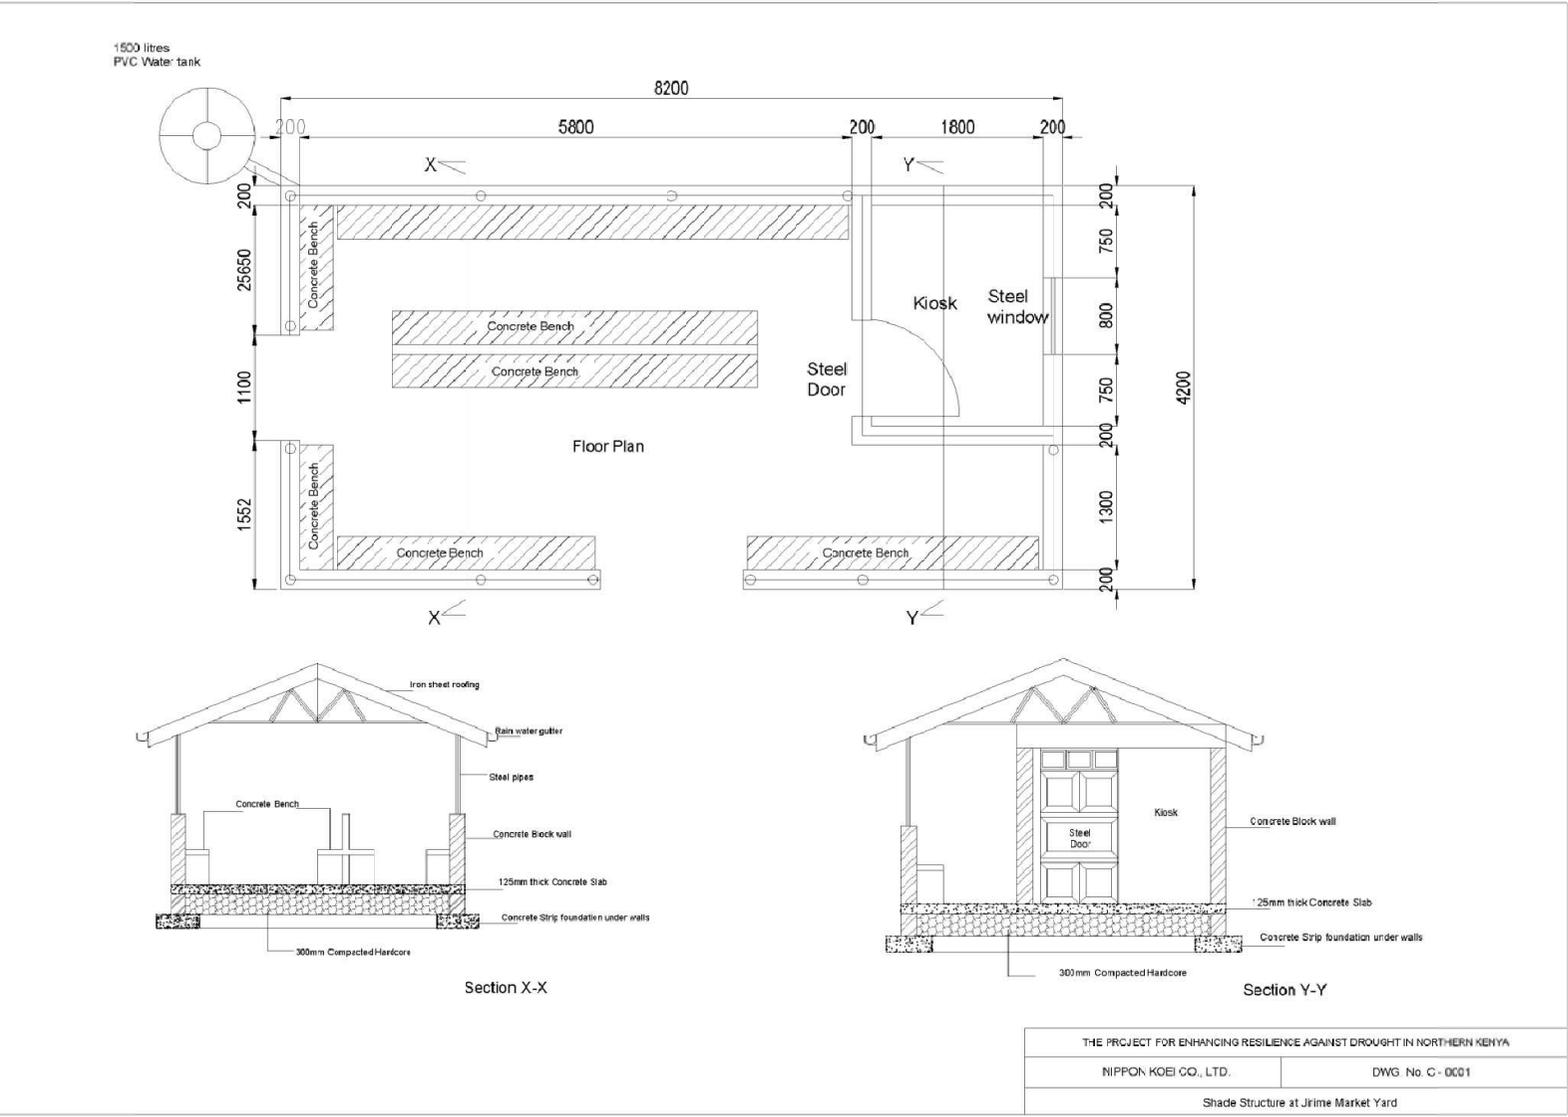 1500 litres
PVC Water tank
8200
200
5800
200
1800
200
X
Y
200
25650
1100
1552
200
750
800
750
200
1300
200
4200
Concrete Bench
Concrete Bench
Concrete Bench
Kiosk
Steel
window
Steel
Door
Floor Plan
Concrete Bench
Concrete Bench
Concrete Bench
X
Y
Iron sheet roofing
Rain water gutter
Steel pipes
Concrete Bench
Concrete Block wall
125mm thick Concrete Slab
Concrete Strip foundation under walls
300mm Compacted Hardcore
Section X-X
Kiosk
Steel
Door
Concrete Block wall
125mm thick Concrete Slab
Concrete Strip foundation under walls
300mm Compacted Hardcore
Section Y-Y
THE PROJECT FOR ENHANCING RESILIENCE AGAINST DROUGHT IN NORTHERN KENYA
NIPPON KOEI CO., LTD.
DWG. No. C - 0001
Shade Structure at Jirime Market Yard